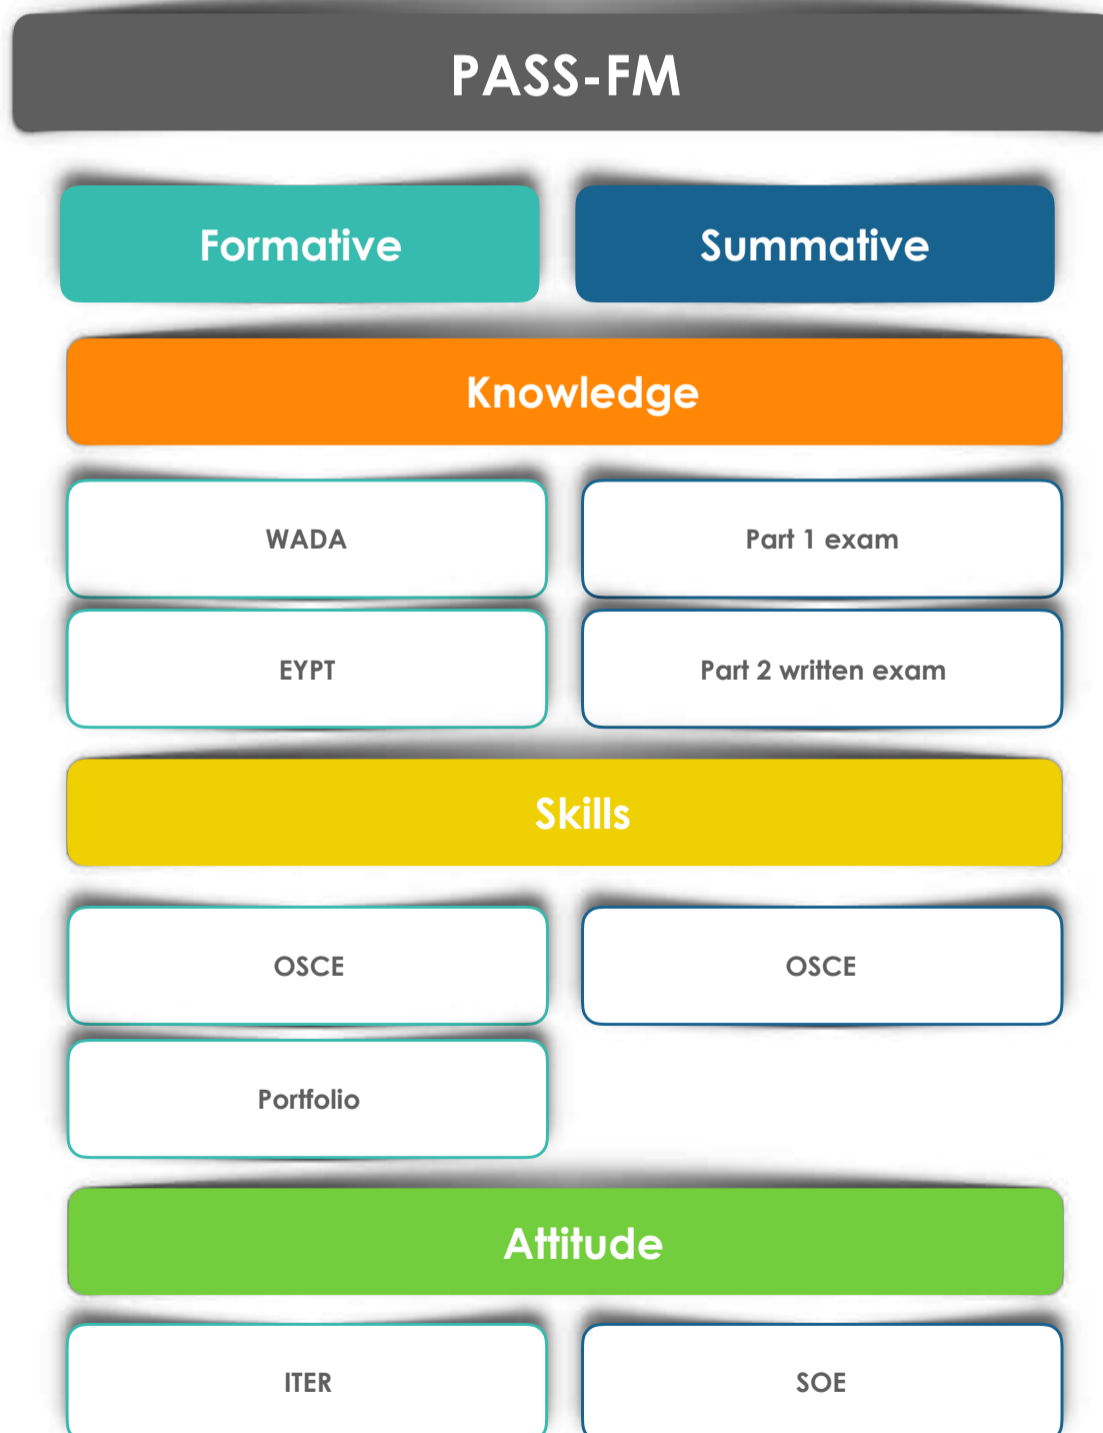 PASS-FM
Formative
Summative
Knowledge
WADA
Part 1 exam
EYPT
Part 2 written exam
Skills
OSCE
OSCE
Portfolio
Attitude
ITER
SOE